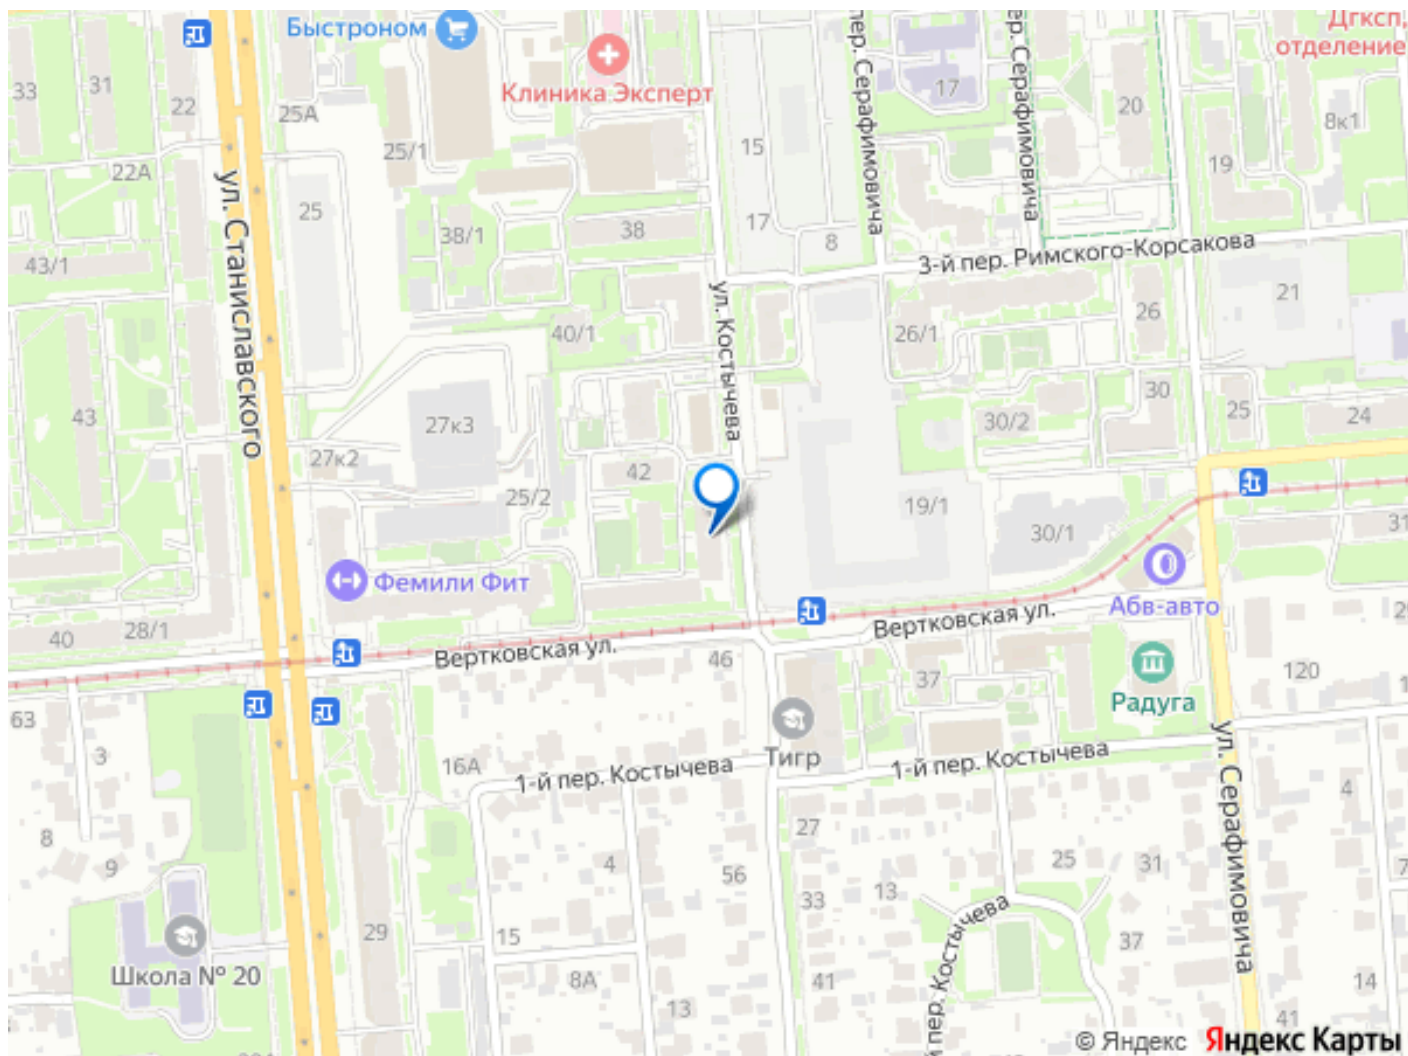 Быстроном
Дгксп,
отделение
Клиника Эксперт
пер. Серафимовича
ер. Серафимовича
33
31
22
25А
25/1
17
20
8к1
15
19
22А
ул. Станиславского
25
38/1
38
17
8
3-й пер. Римского-Корсакова
43/1
21
ул. Костычева
40/1
26/1
26
43
27к3
30/2
30
25
24
27к2
42
25/2
19/1
30/1
31
Фемили Фит
Абв-авто
40
28/1
Вертковская ул.
Вертковская ул.
46
37
120
Радуга
63
3
Тигр
16А
1-й пер. Костычева
1-й пер. Костычева
ул. Серафимовича
4
8
9
27
4
56
25
31
13
33
й пер. Костычева
29
15
37
Школа № 20
8А
41
14
13
41
© Яндекс Яндекс Карты